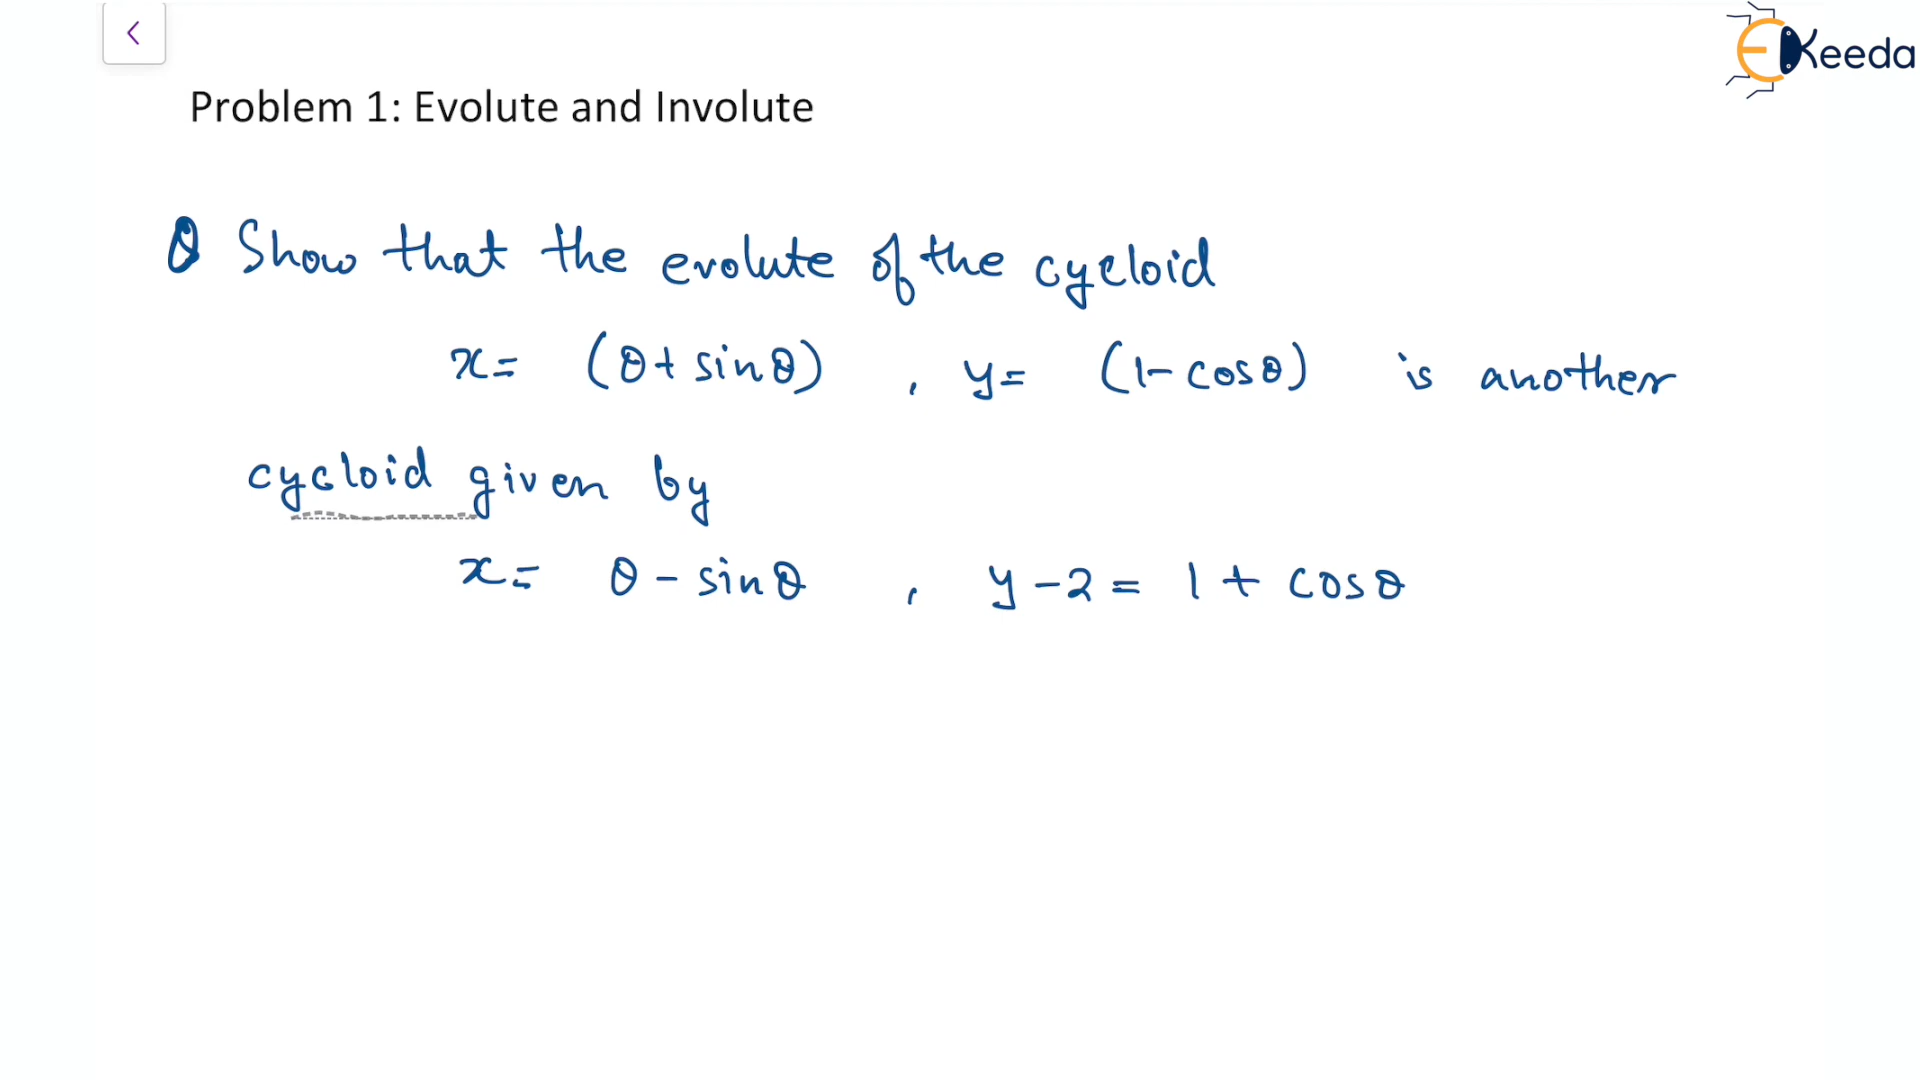 <
EKeeda
Problem 1: Evolute and Involute
Q Show that the evolute of the cycloid
x= (θ+ sinθ) , y= (1- cosθ) is another
cycloid given by
x= θ - sinθ , y -2 = 1 + cosθ